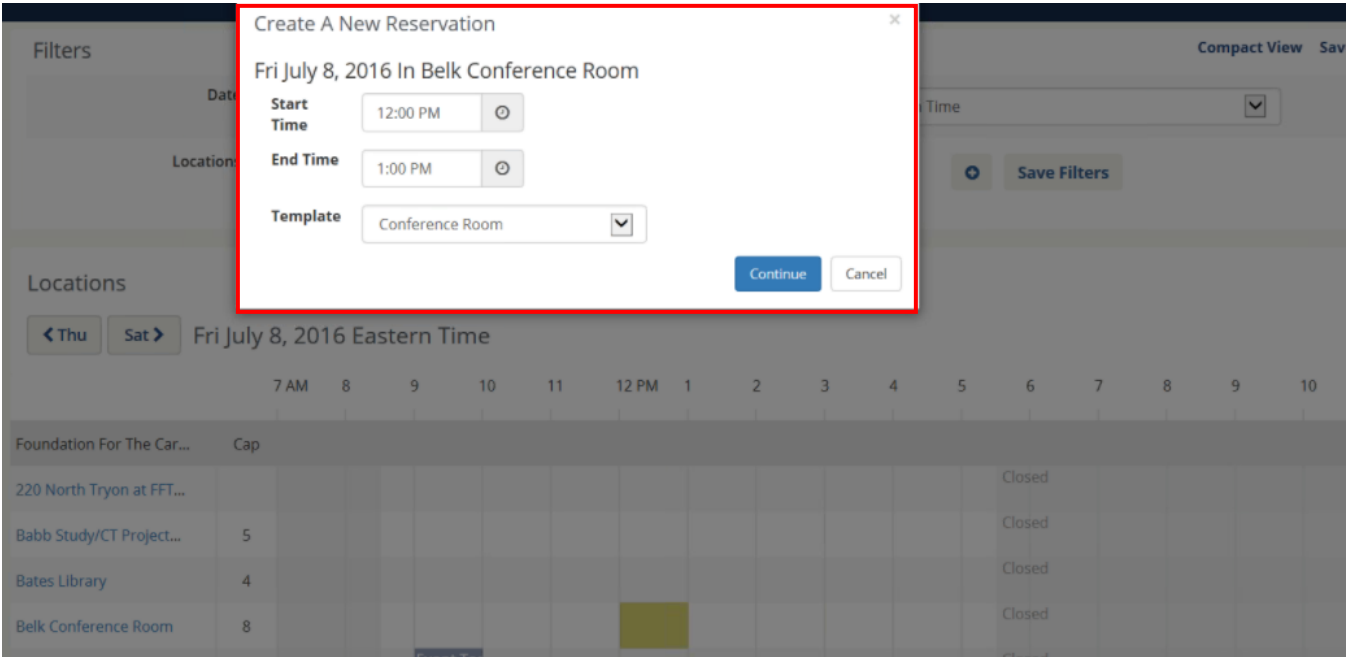 Create A New Reservation
×
Fri July 8, 2016 In Belk Conference Room
Start Time
12:00 PM
End Time
1:00 PM
Template
Conference Room
Continue
Cancel
Filters
Compact View
Sav
Date
Time
Location
Save Filters
Locations
Thu
Sat
Fri July 8, 2016 Eastern Time
7 AM 8 9 10 11 12 PM 1 2 3 4 5 6 7 8 9 10
Foundation For The Car... Cap
220 North Tryon at FFT... Closed
Babb Study/CT Project... 5 Closed
Bates Library 4 Closed
Belk Conference Room 8 Closed